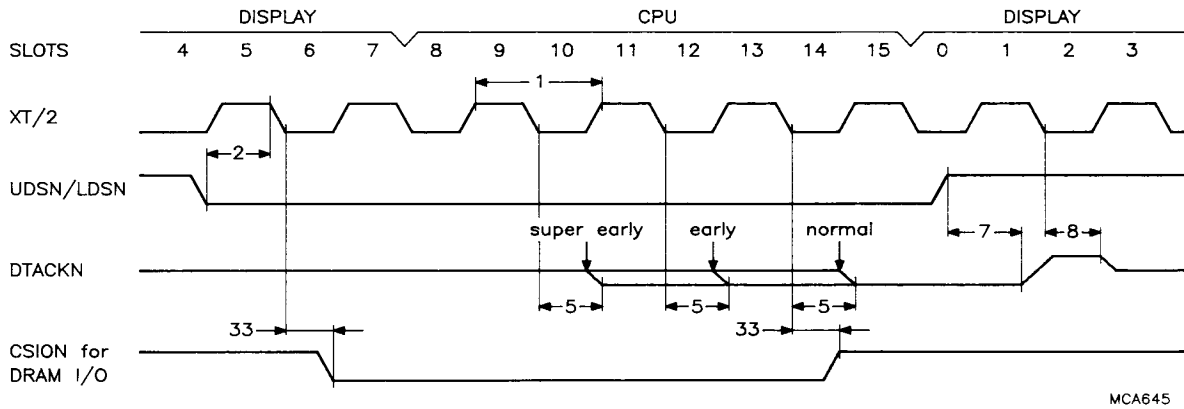 DISPLAY CPU DISPLAY
SLOTS 4 5 6 7 8 9 10 11 12 13 14 15 0 1 2 3
1
XT/2
2
UDSN/LDSN
super early early normal
7 8
DTACKN
5 5 5
33 33
CSION for
DRAM I/O
MCA645